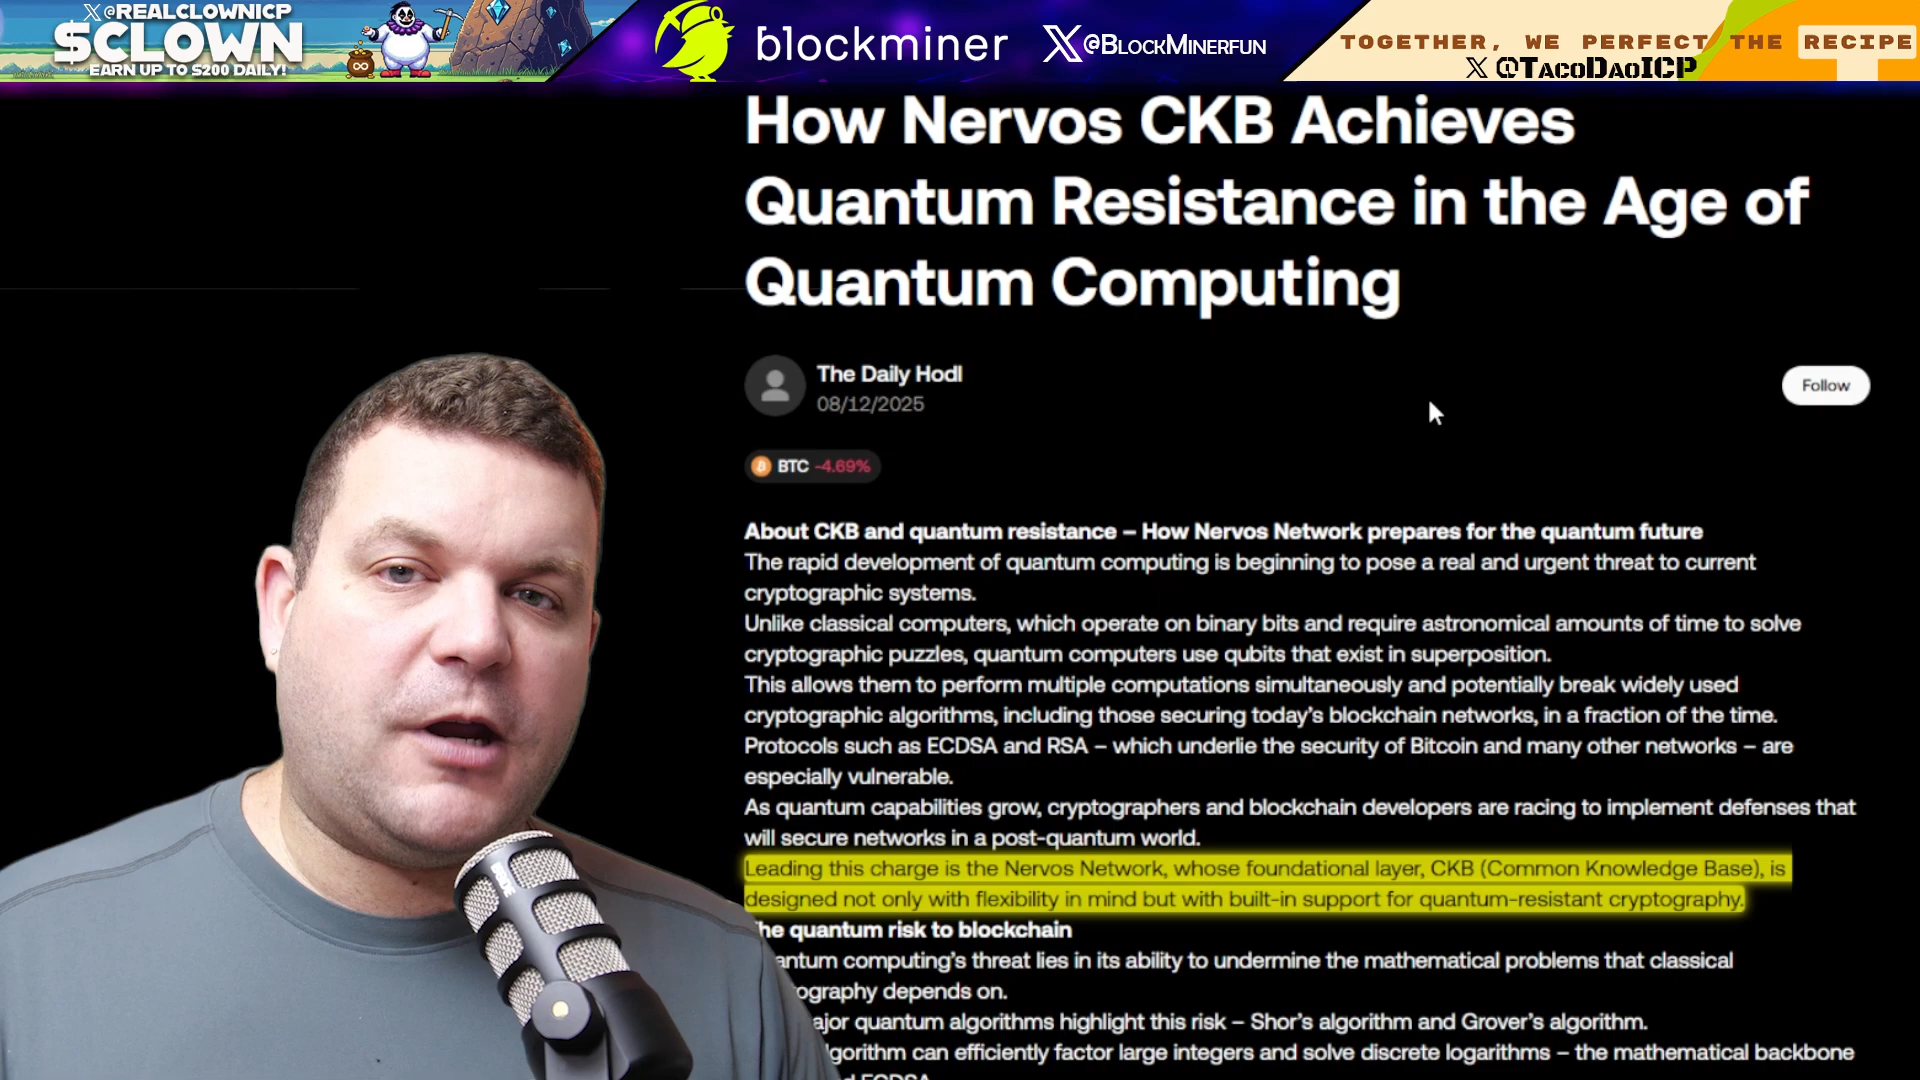 @REALCLOWNICP
$CLOWN
EARN UP TO $200 DAILY!
blockminer
@BLOCKMINERFUN
TOGETHER, WE PERFECT THE RECIPE
@TACODAOICP
How Nervos CKB Achieves
Quantum Resistance in the Age of
Quantum Computing
The Daily Hodl
08/12/2025
Follow
BTC -4.69%
About CKB and quantum resistance – How Nervos Network prepares for the quantum future
The rapid development of quantum computing is beginning to pose a real and urgent threat to current
cryptographic systems.
Unlike classical computers, which operate on binary bits and require astronomical amounts of time to solve
cryptographic puzzles, quantum computers use qubits that exist in superposition.
This allows them to perform multiple computations simultaneously and potentially break widely used
cryptographic algorithms, including those securing today's blockchain networks, in a fraction of the time.
Protocols such as ECDSA and RSA – which underlie the security of Bitcoin and many other networks – are
especially vulnerable.
As quantum capabilities grow, cryptographers and blockchain developers are racing to implement defenses that
will secure networks in a post-quantum world.
Leading this charge is the Nervos Network, whose foundational layer, CKB (Common Knowledge Base), is
designed not only with flexibility in mind but with built-in support for quantum-resistant cryptography.
he quantum risk to blockchain
antum computing's threat lies in its ability to undermine the mathematical problems that classical
ography depends on.
ajor quantum algorithms highlight this risk – Shor's algorithm and Grover's algorithm.
lgorithm can efficiently factor large integers and solve discrete logarithms – the mathematical backbone
RODE